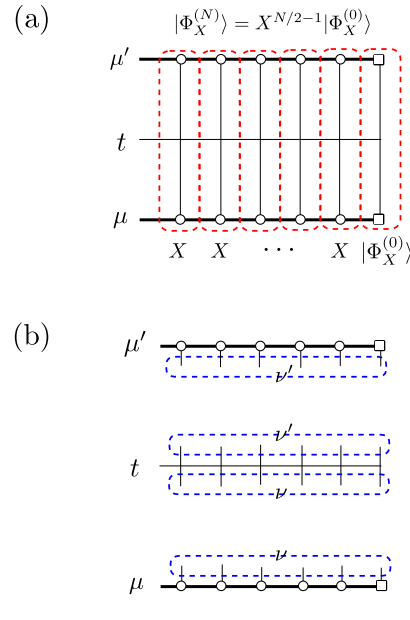 (a)
|Φ_X^{(N)}⟩ = X^{N/2−1}|Φ_X^{(0)}⟩
μ′
t
μ
X X ··· X |Φ_X^{(0)}⟩
(b)
μ′
ν′
ν′
t
ν
ν
μ